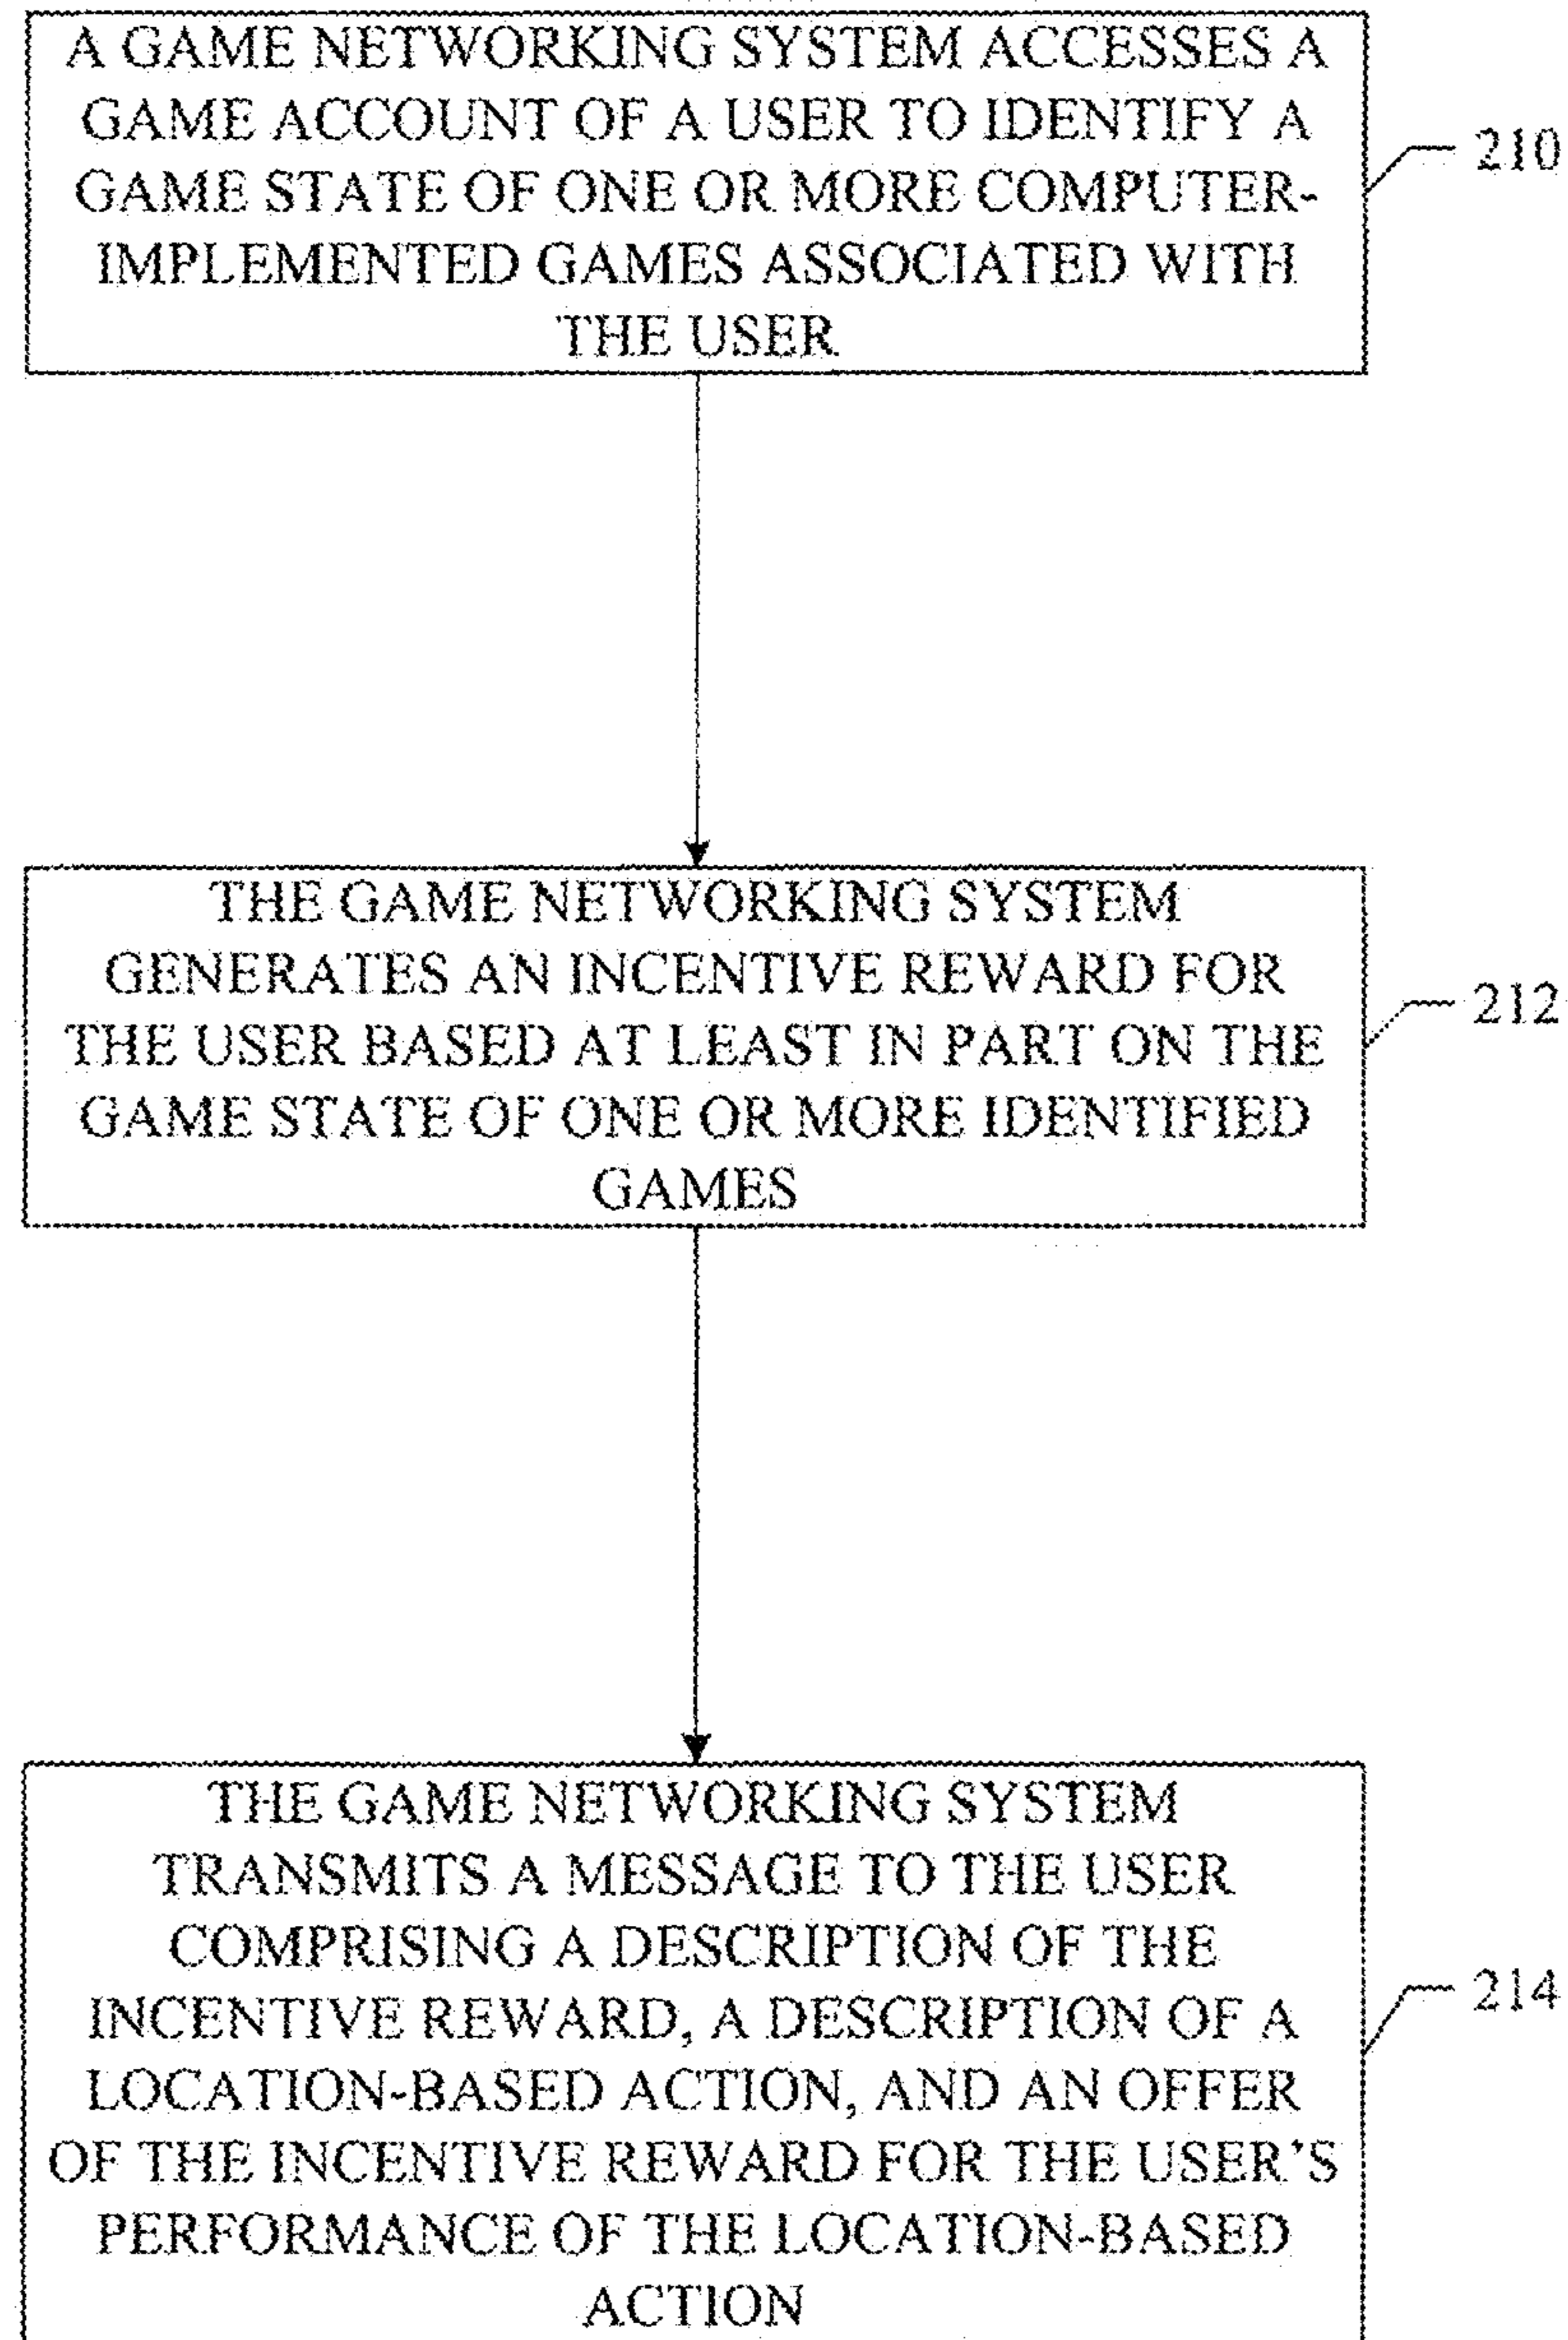 A GAME NETWORKING SYSTEM ACCESSES A
GAME ACCOUNT OF A USER TO IDENTIFY A
GAME STATE OF ONE OR MORE COMPUTER-
IMPLEMENTED GAMES ASSOCIATED WITH
THE USER
210
THE GAME NETWORKING SYSTEM
GENERATES AN INCENTIVE REWARD FOR
THE USER BASED AT LEAST IN PART ON THE
GAME STATE OF ONE OR MORE IDENTIFIED
GAMES
212
THE GAME NETWORKING SYSTEM
TRANSMITS A MESSAGE TO THE USER
COMPRISING A DESCRIPTION OF THE
INCENTIVE REWARD, A DESCRIPTION OF A
LOCATION-BASED ACTION, AND AN OFFER
OF THE INCENTIVE REWARD FOR THE USER'S
PERFORMANCE OF THE LOCATION-BASED
ACTION
214